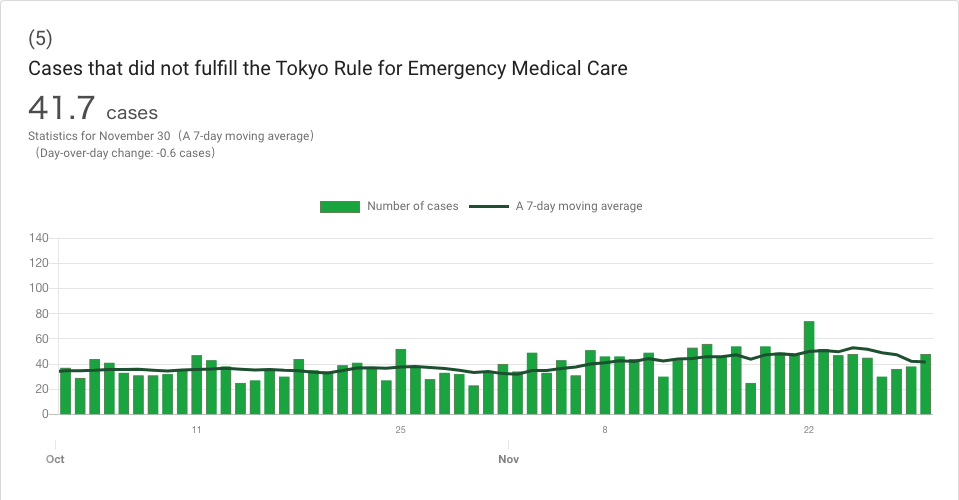 (5)
Cases that did not fulfill the Tokyo Rule for Emergency Medical Care
41.7 cases
Statistics for November 30（A 7-day moving average）
（Day-over-day change: -0.6 cases）
Number of cases A 7-day moving average
140
120
100
80
60
40
20
0
11 25 8 22
Oct Nov